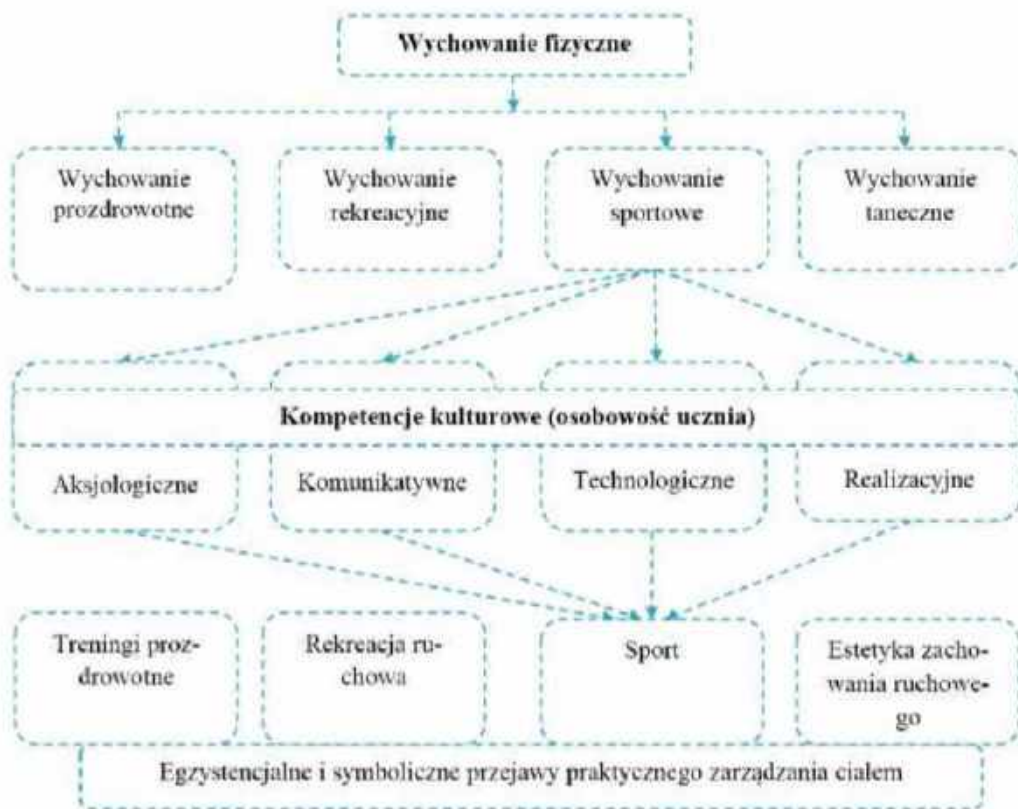 Wychowanie fizyczne
Wychowanie
prozdrowotne
Wychowanie
rekreacyjne
Wychowanie
sportowe
Wychowanie
taneczne
Kompetencje kulturowe (osobowość ucznia)
Aksjologiczne
Komunikatywne
Technologiczne
Realizacyjne
Treningi proz-
drowotne
Rekreacja ru-
chowa
Sport
Estetyka zacho-
wania ruchowe-
go
Egzystencjalne i symboliczne przejawy praktycznego zarządzania ciałem